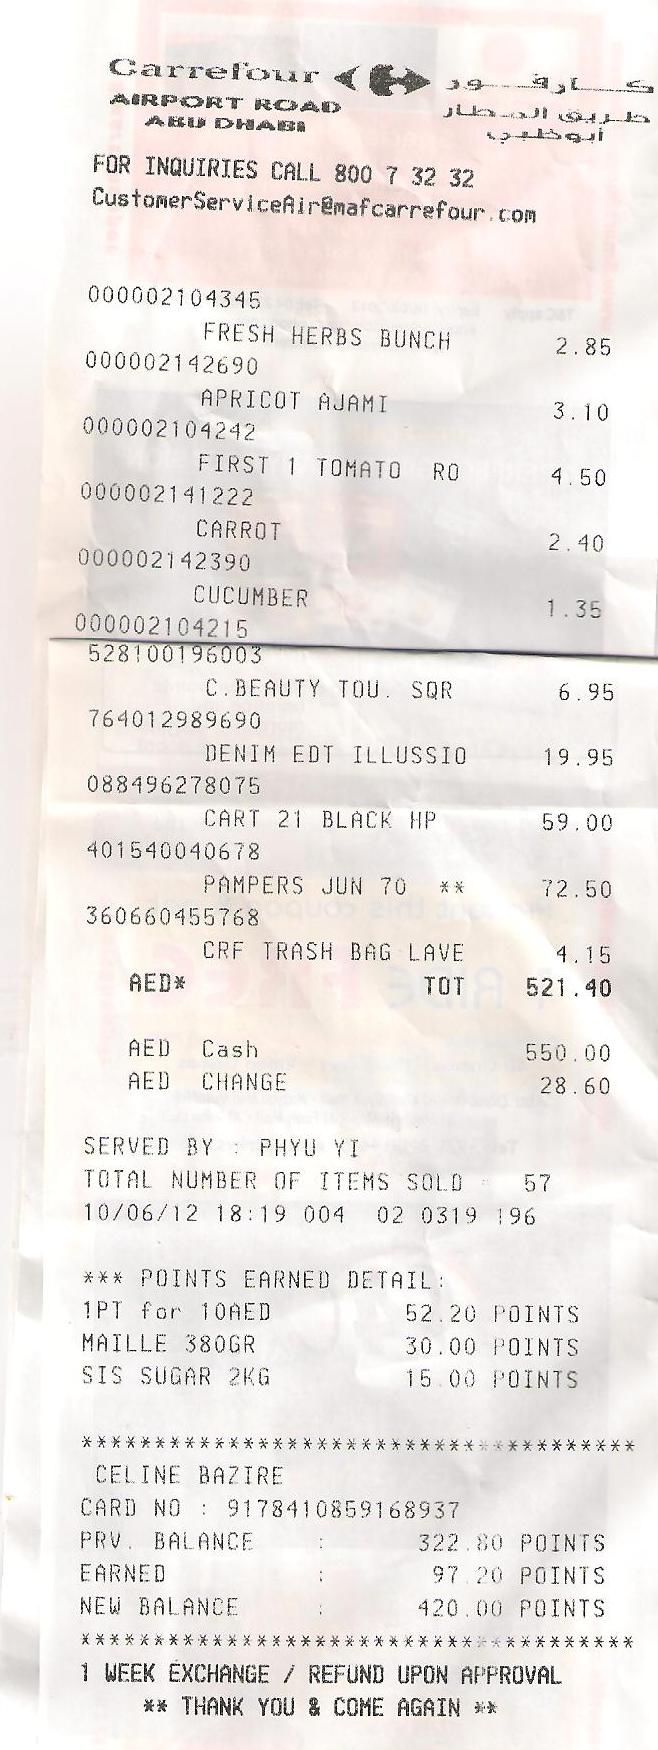 Carrefour كارفور
AIRPORT ROAD طريق المطار
ABU DHABI أبوظبي
FOR INQUIRIES CALL 800 7 32 32
CustomerServiceAir@mafcarrefour.com
000002104345
FRESH HERBS BUNCH 2.85
000002142690
APRICOT AJAMI 3.10
000002104242
FIRST 1 TOMATO RO 4.50
000002141222
CARROT 2.40
000002142390
CUCUMBER 1.35
000002104215
528100196003
C.BEAUTY TOU. SQR 6.95
764012989690
DENIM EDT ILLUSSIO 19.95
088496278075
CART 21 BLACK HP 59.00
401540040678
PAMPERS JUN 70 ** 72.50
360660455768
CRF TRASH BAG LAVE 4.15
AED* TOT 521.40
AED Cash 550.00
AED CHANGE 28.60
SERVED BY : PHYU YI
TOTAL NUMBER OF ITEMS SOLD = 57
10/06/12 18:19 004 02 0319 196
*** POINTS EARNED DETAIL:
1PT for 10AED 52.20 POINTS
MAILLE 380GR 30.00 POINTS
SIS SUGAR 2KG 15.00 POINTS
**************************************
CELINE BAZIRE
CARD NO : 9178410859168937
PRV. BALANCE : 322.80 POINTS
EARNED : 97.20 POINTS
NEW BALANCE : 420.00 POINTS
**************************************
1 WEEK EXCHANGE / REFUND UPON APPROVAL
** THANK YOU & COME AGAIN **